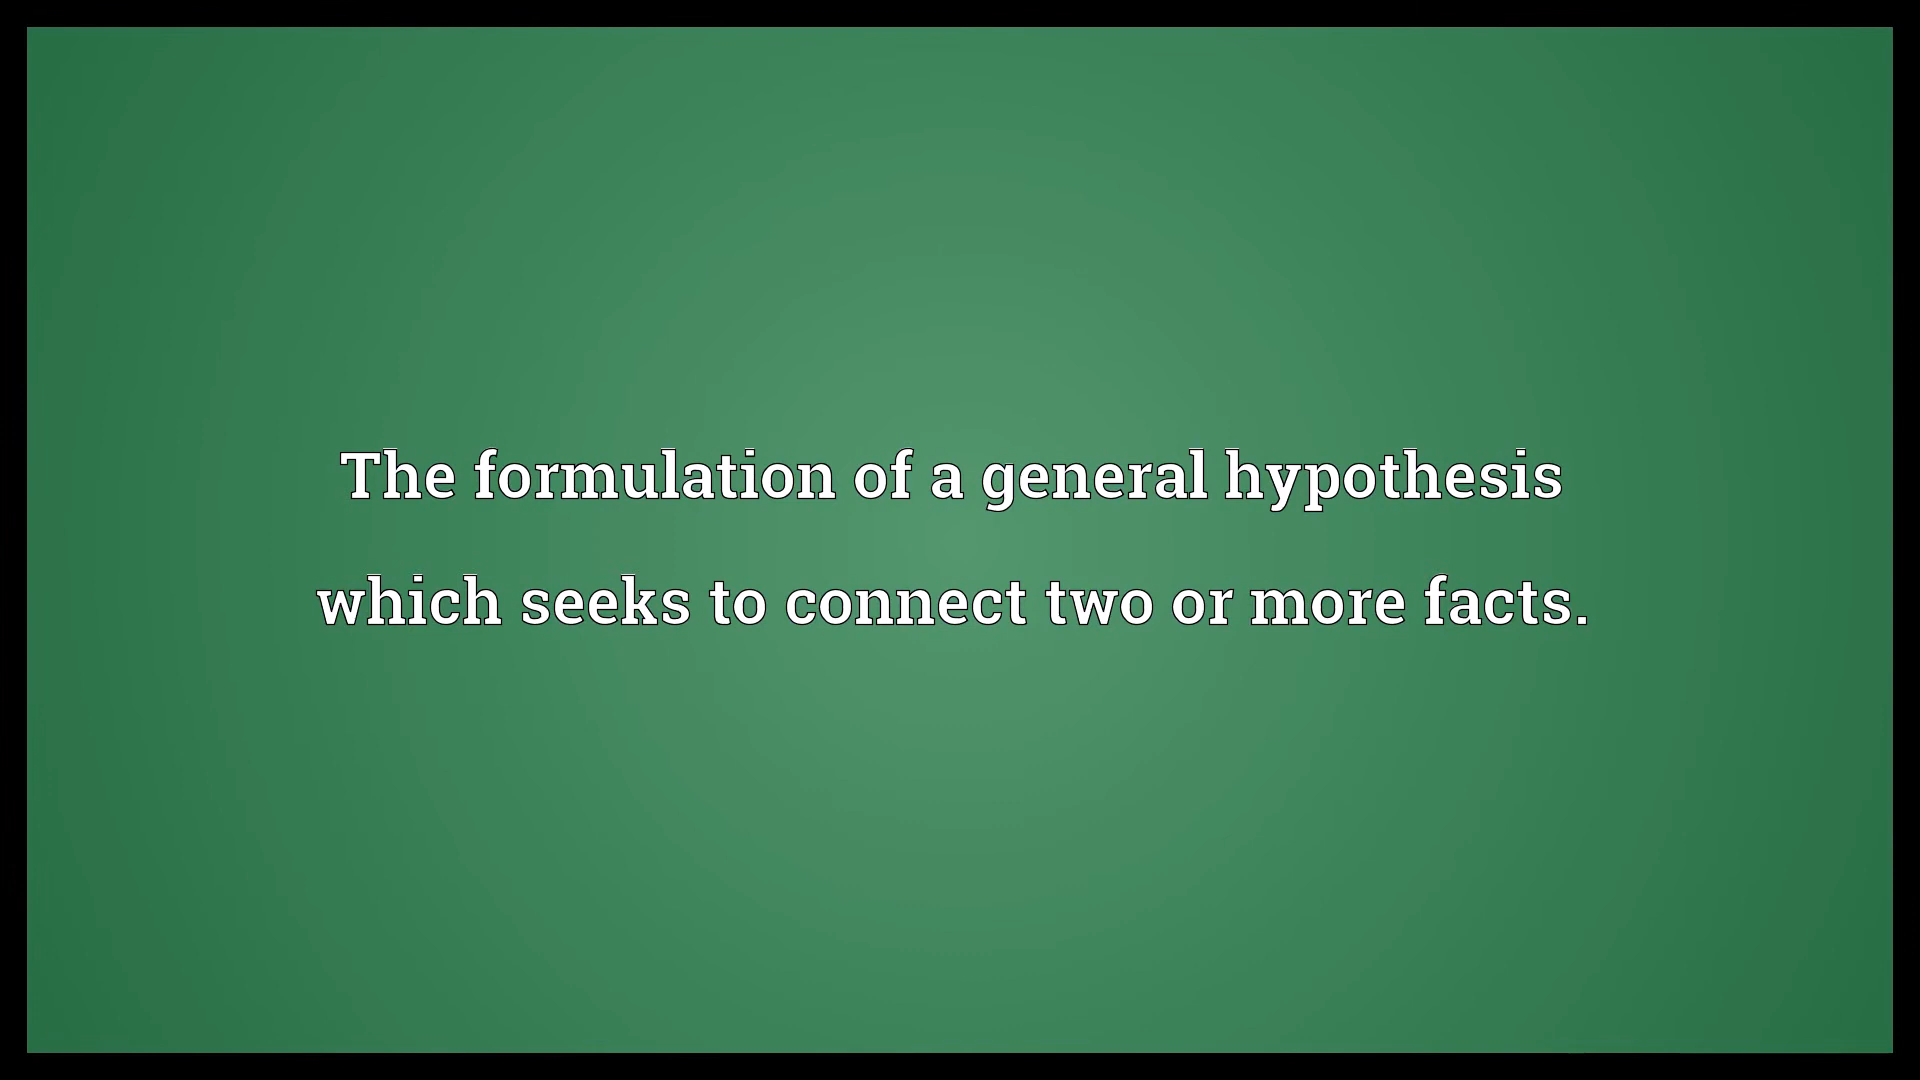 The formulation of a general hypothesis
which seeks to connect two or more facts.